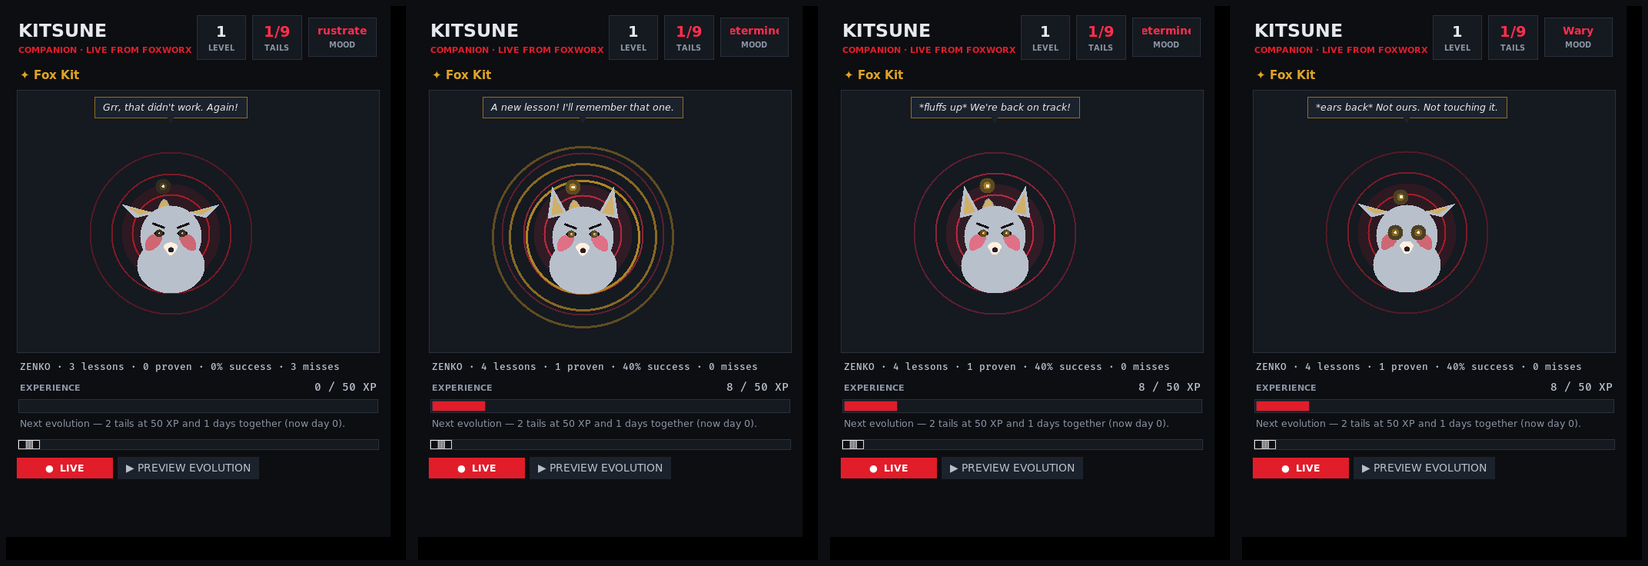 KITSUNE
COMPANION · LIVE FROM FOXWORX
1
LEVEL
1/9
TAILS
rustrate
MOOD
✦ Fox Kit
Grr, that didn't work. Again!
ZENKO · 3 lessons · 0 proven · 0% success · 3 misses
EXPERIENCE
0 / 50 XP
Next evolution — 2 tails at 50 XP and 1 days together (now day 0).
● LIVE
▶ PREVIEW EVOLUTION
KITSUNE
COMPANION · LIVE FROM FOXWORX
1
LEVEL
1/9
TAILS
etermine
MOOD
✦ Fox Kit
A new lesson! I'll remember that one.
ZENKO · 4 lessons · 1 proven · 40% success · 0 misses
EXPERIENCE
8 / 50 XP
Next evolution — 2 tails at 50 XP and 1 days together (now day 0).
● LIVE
▶ PREVIEW EVOLUTION
KITSUNE
COMPANION · LIVE FROM FOXWORX
1
LEVEL
1/9
TAILS
etermine
MOOD
✦ Fox Kit
*fluffs up* We're back on track!
ZENKO · 4 lessons · 1 proven · 40% success · 0 misses
EXPERIENCE
8 / 50 XP
Next evolution — 2 tails at 50 XP and 1 days together (now day 0).
● LIVE
▶ PREVIEW EVOLUTION
KITSUNE
COMPANION · LIVE FROM FOXWORX
1
LEVEL
1/9
TAILS
Wary
MOOD
✦ Fox Kit
*ears back* Not ours. Not touching it.
ZENKO · 4 lessons · 1 proven · 40% success · 0 misses
EXPERIENCE
8 / 50 XP
Next evolution — 2 tails at 50 XP and 1 days together (now day 0).
● LIVE
▶ PREVIEW EVOLUTION